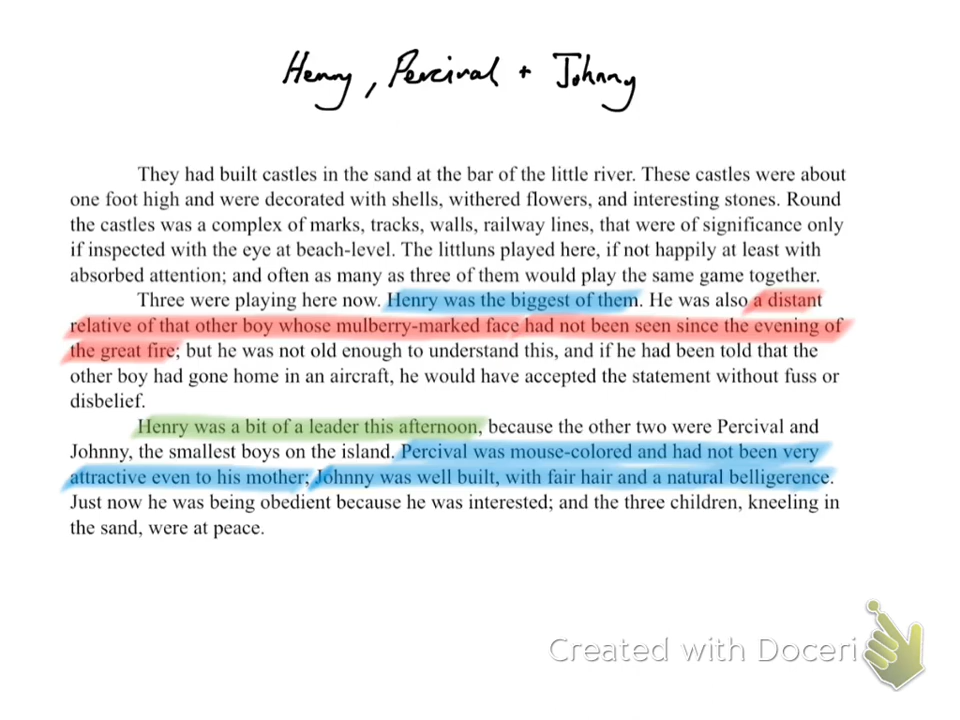 Henny, Percival + Johnny
They had built castles in the sand at the bar of the little river. These castles were about
one foot high and were decorated with shells, withered flowers, and interesting stones. Round
the castles was a complex of marks, tracks, walls, railway lines, that were of significance only
if inspected with the eye at beach-level. The littluns played here, if not happily at least with
absorbed attention; and often as many as three of them would play the same game together.
Three were playing here now. Henry was the biggest of them. He was also a distant
relative of that other boy whose mulberry-marked face had not been seen since the evening of
the great fire; but he was not old enough to understand this, and if he had been told that the
other boy had gone home in an aircraft, he would have accepted the statement without fuss or
disbelief.
Henry was a bit of a leader this afternoon, because the other two were Percival and
Johnny, the smallest boys on the island. Percival was mouse-colored and had not been very
attractive even to his mother; Johnny was well built, with fair hair and a natural belligerence.
Just now he was being obedient because he was interested; and the three children, kneeling in
the sand, were at peace.
Created with Doceri